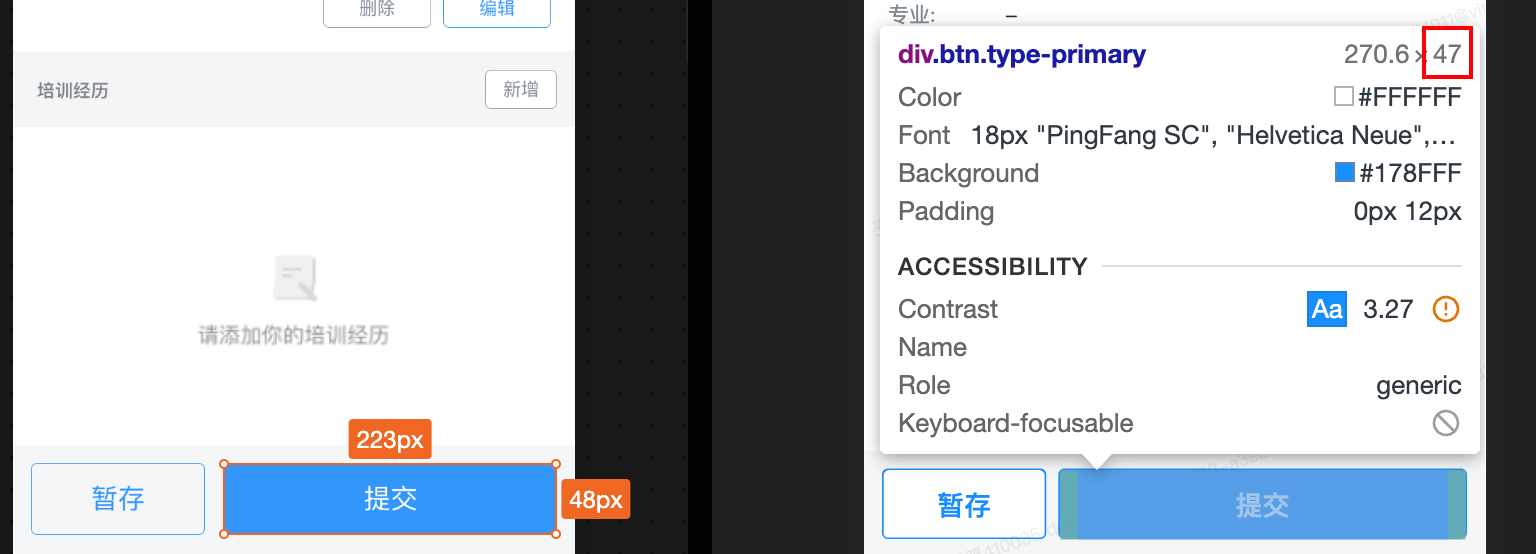 删除
编辑
培训经历
新增
请添加你的培训经历
223px
48px
暂存
提交
专业:
–
div.btn.type-primary
270.6 × 47
Color
#FFFFFF
Font
18px "PingFang SC", "Helvetica Neue",…
Background
#178FFF
Padding
0px 12px
ACCESSIBILITY
Contrast
Aa
3.27
Name
Role
generic
Keyboard-focusable
暂存
提交